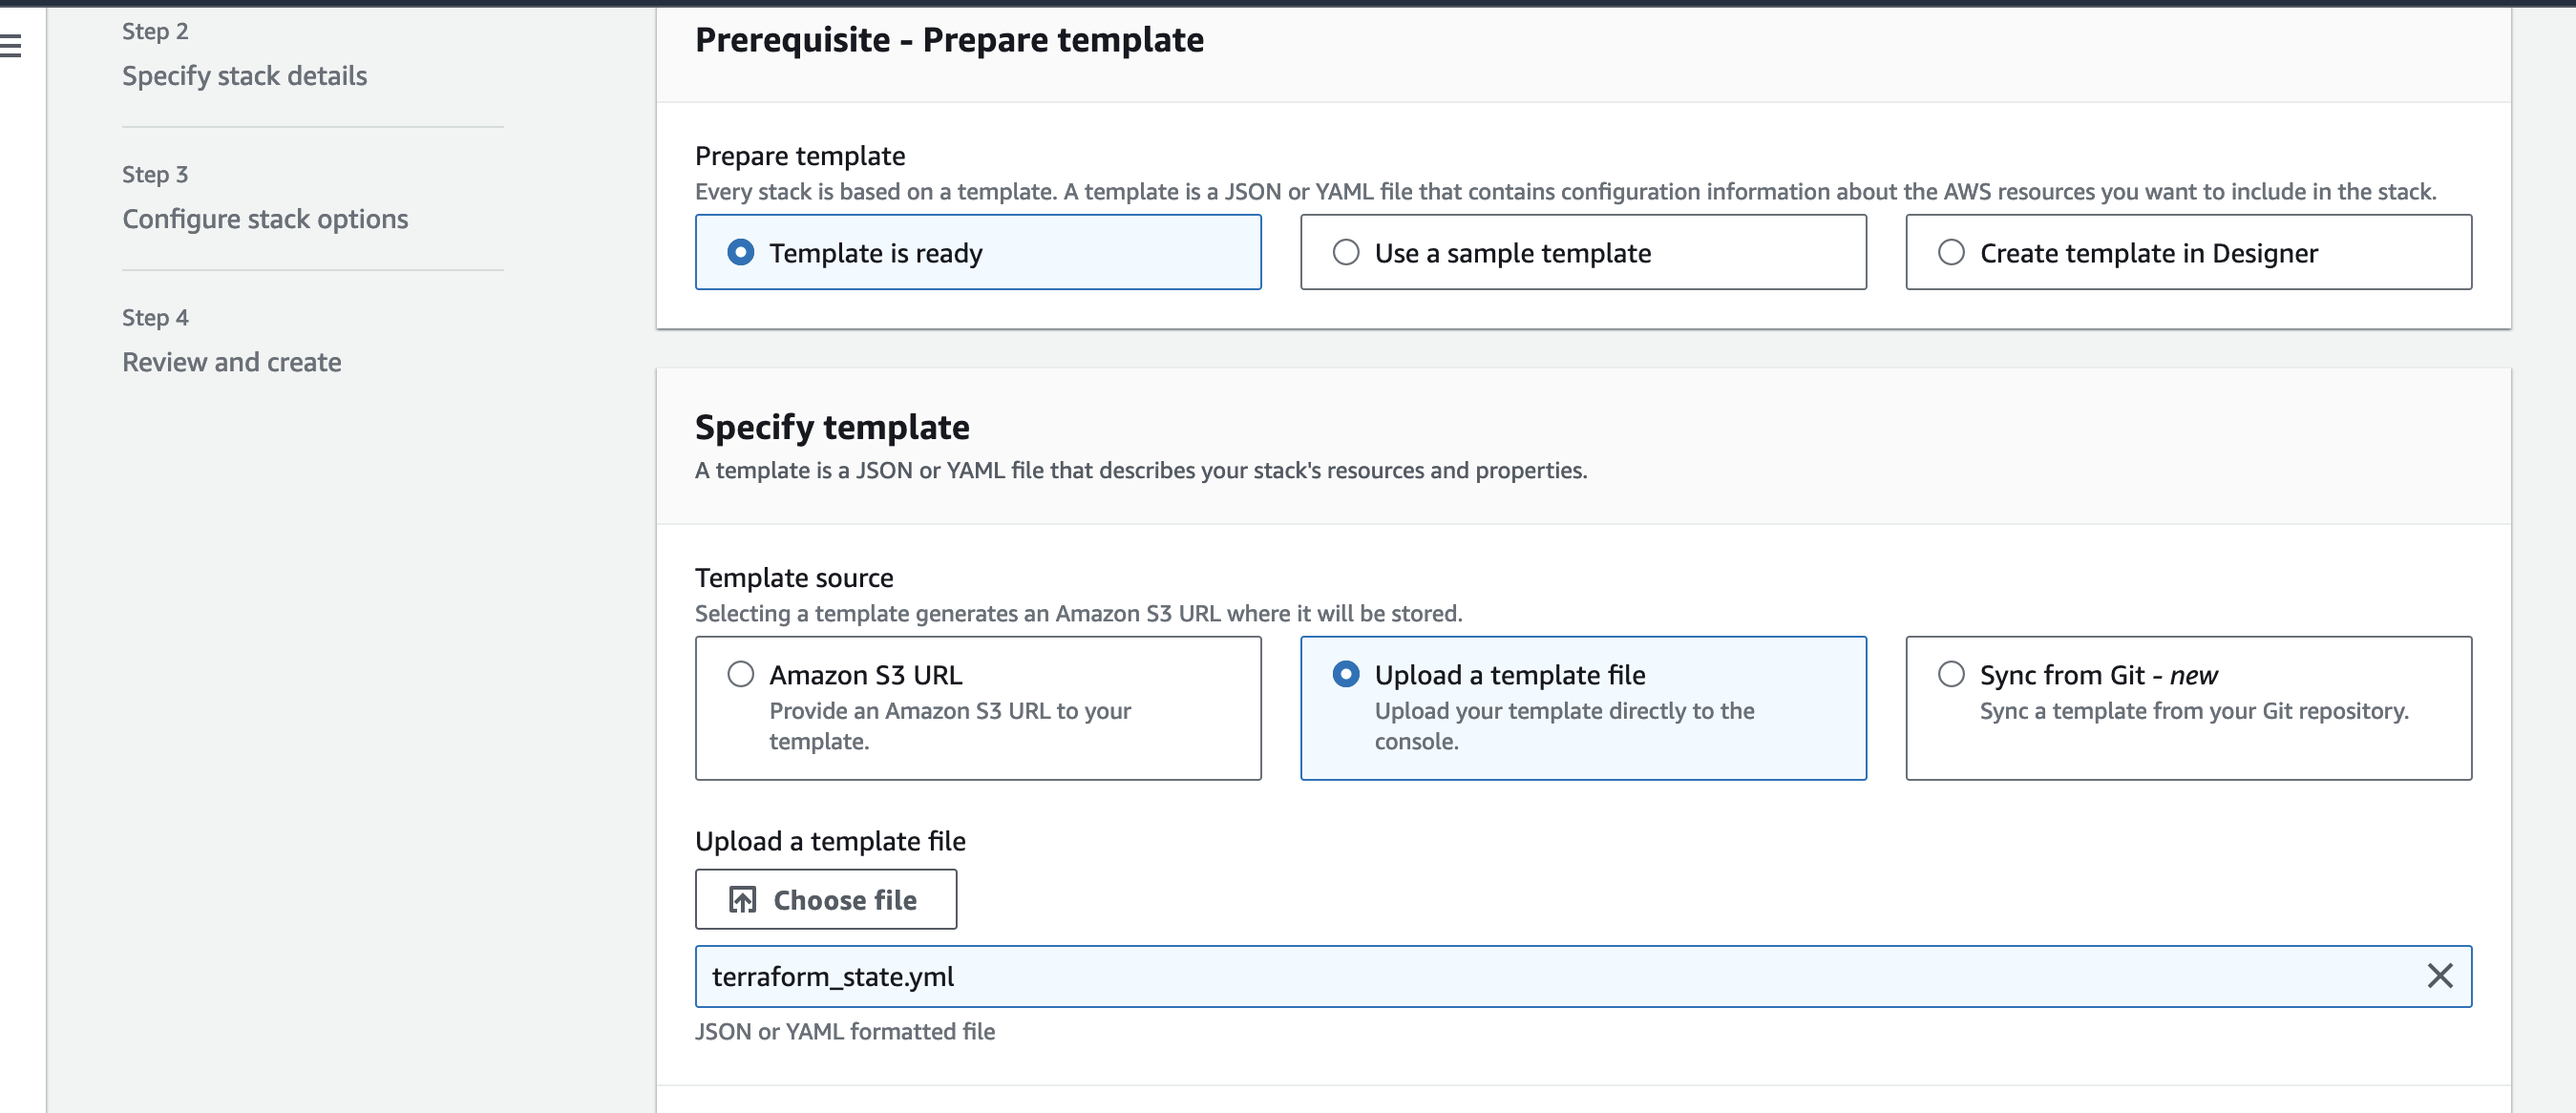 Step 2
Specify stack details
Step 3
Configure stack options
Step 4
Review and create
Prerequisite - Prepare template
Prepare template
Every stack is based on a template. A template is a JSON or YAML file that contains configuration information about the AWS resources you want to include in the stack.
Template is ready
Use a sample template
Create template in Designer
Specify template
A template is a JSON or YAML file that describes your stack's resources and properties.
Template source
Selecting a template generates an Amazon S3 URL where it will be stored.
Amazon S3 URL
Provide an Amazon S3 URL to your
template.
Upload a template file
Upload your template directly to the
console.
Sync from Git - new
Sync a template from your Git repository.
Upload a template file
Choose file
terraform_state.yml
JSON or YAML formatted file